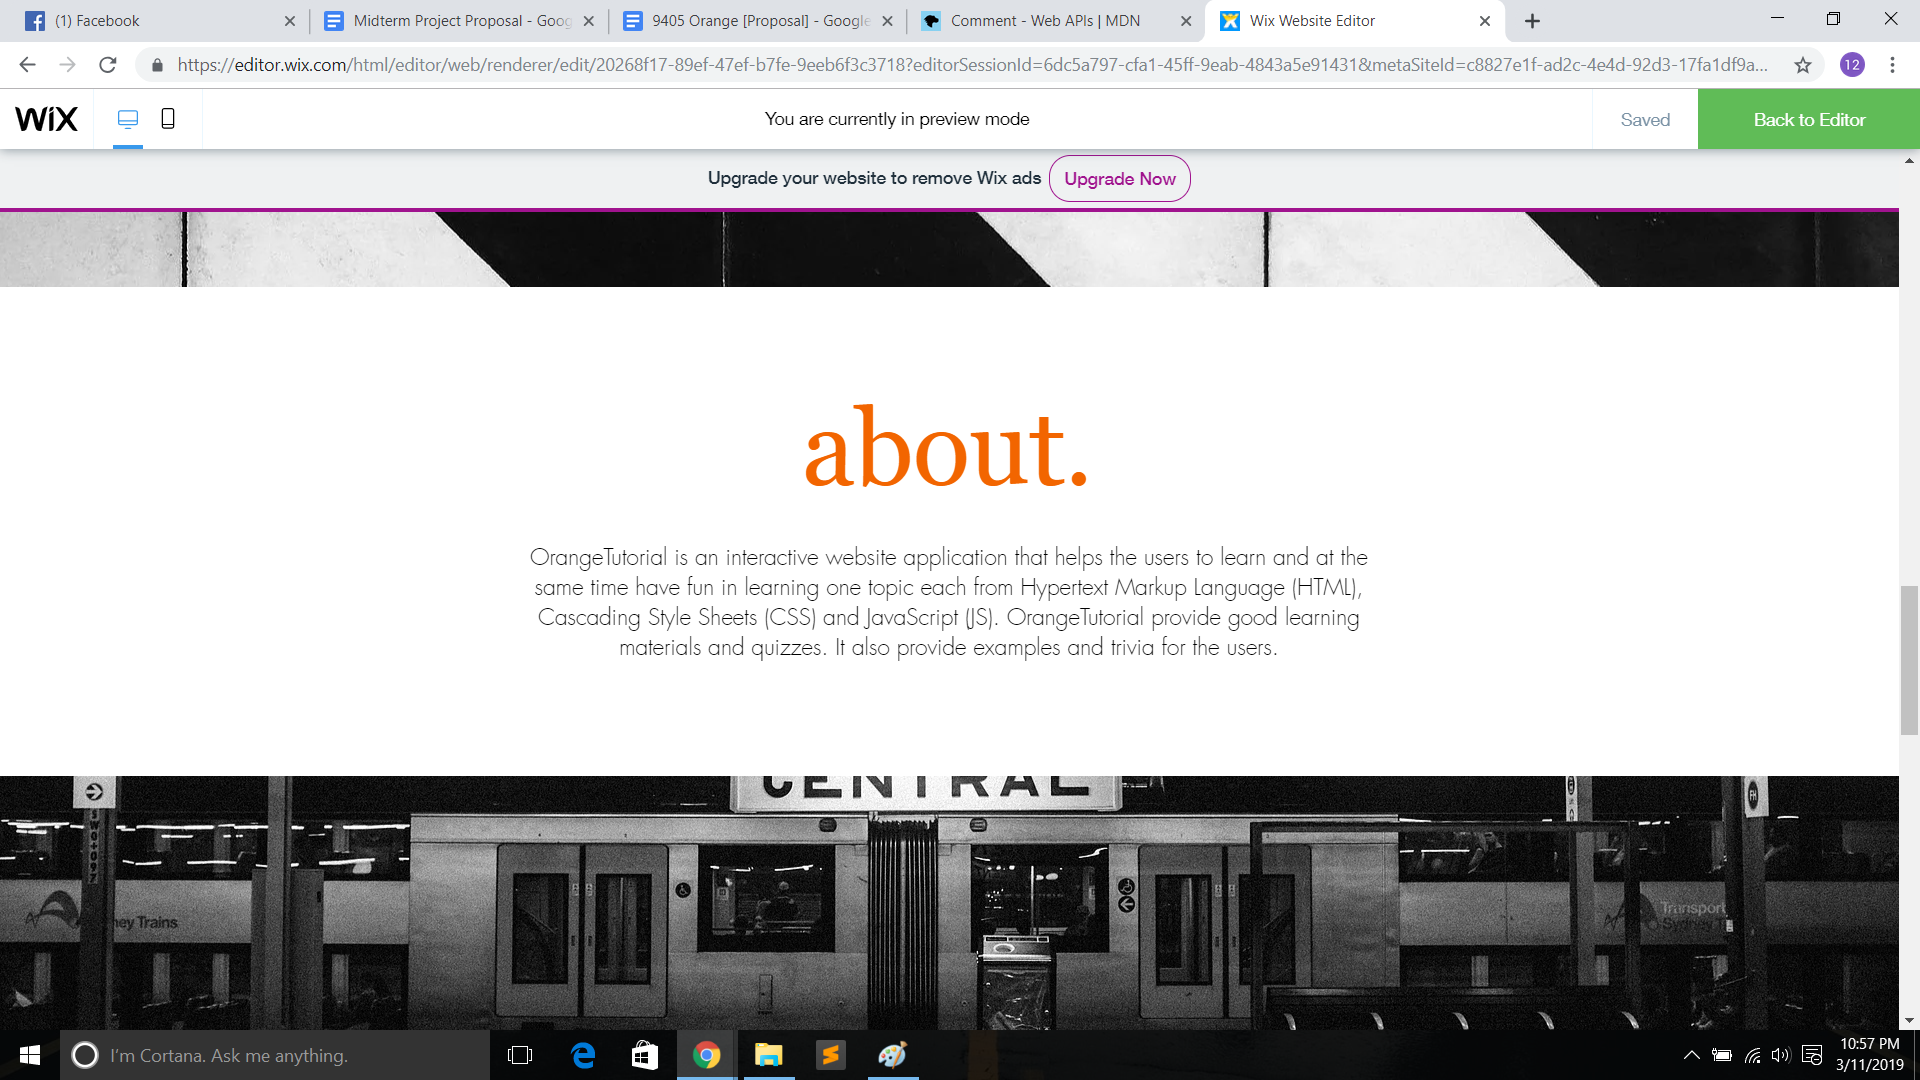 (1) Facebook
Midterm Project Proposal - Goog
9405 Orange [Proposal] - Google
Comment - Web APIs | MDN
Wix Website Editor
https://editor.wix.com/html/editor/web/renderer/edit/20268f17-89ef-47ef-b7fe-9eeb6f3c3718?editorSessionId=6dc5a797-cfa1-45ff-9eab-4843a5e91431&metaSiteId=c8827e1f-ad2c-4e4d-92d3-17fa1df9a...
12
WiX
You are currently in preview mode
Saved
Back to Editor
Upgrade your website to remove Wix ads
Upgrade Now
about.
OrangeTutorial is an interactive website application that helps the users to learn and at the
same time have fun in learning one topic each from Hypertext Markup Language (HTML),
Cascading Style Sheets (CSS) and JavaScript (JS). OrangeTutorial provide good learning
materials and quizzes. It also provide examples and trivia for the users.
CENTRAL
ney Trains
Transport
I'm Cortana. Ask me anything.
10:57 PM
3/11/2019